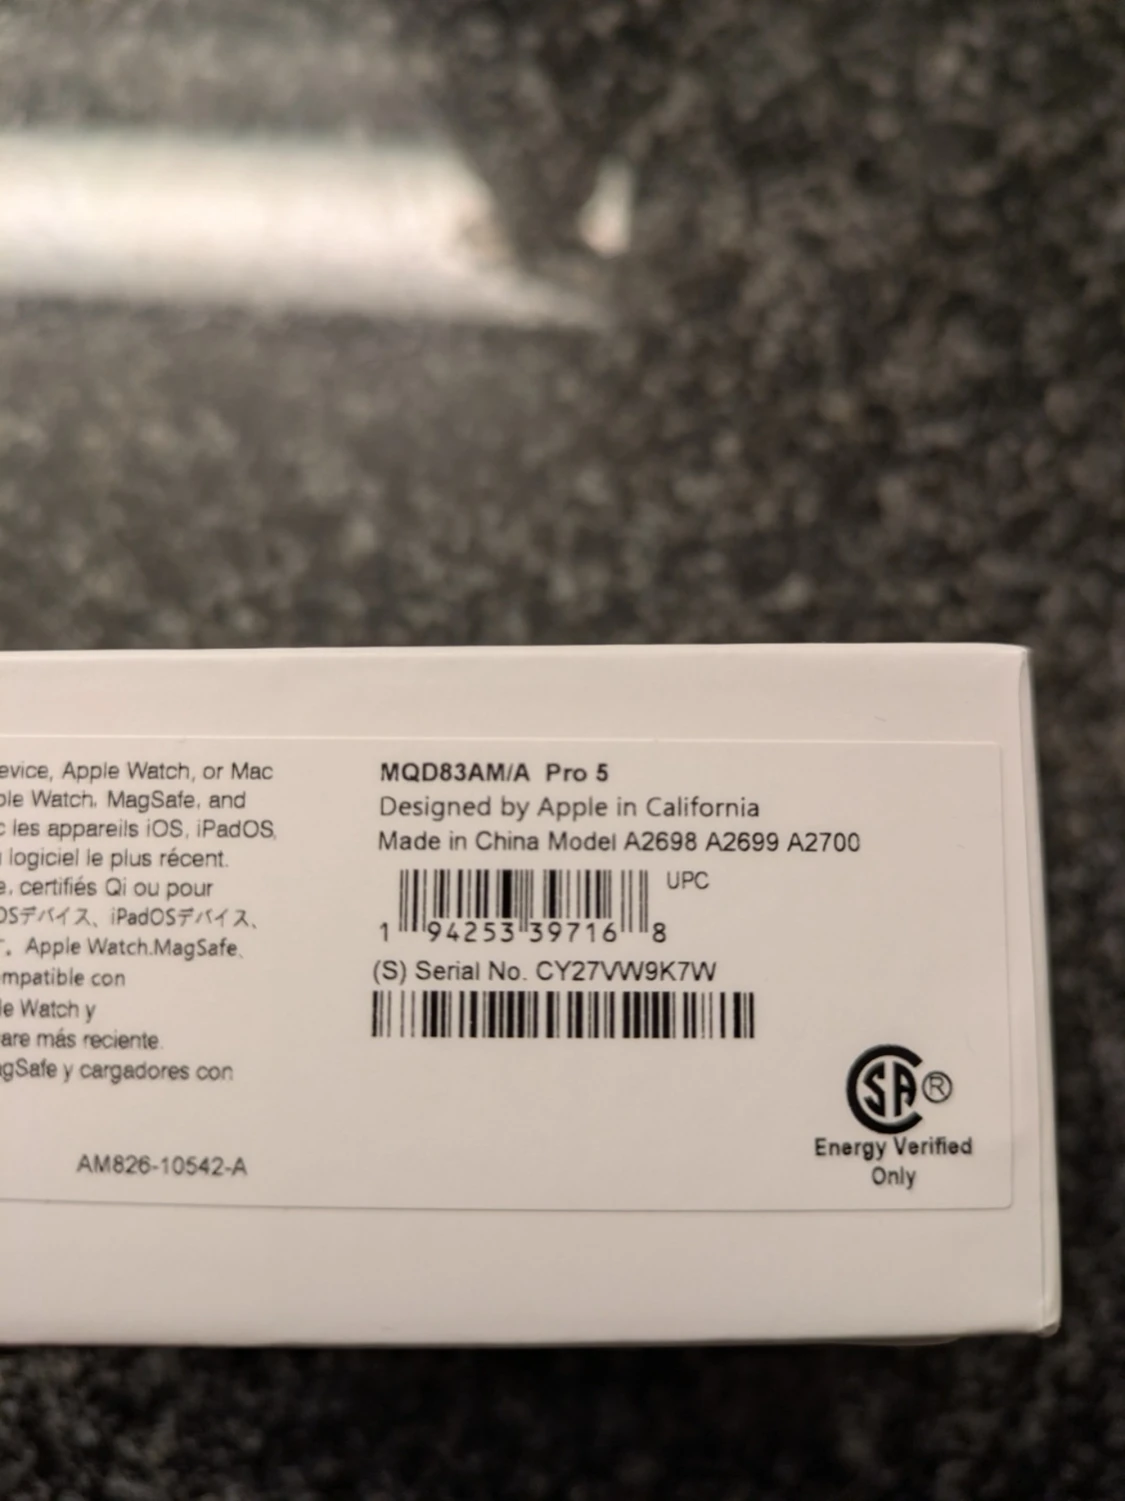 evice, Apple Watch, or Mac
ple Watch, MagSafe, and
c les appareils iOS, iPadOS,
logiciel le plus récent.
e, certifiés Qi ou pour
OSデバイス、iPadOSデバイス、
。Apple Watch.MagSafe、
mpatible con
le Watch y
are más reciente.
agSafe y cargadores con
AM826-10542-A
MQD83AM/A Pro 5
Designed by Apple in California
Made in China Model A2698 A2699 A2700
UPC
1 94253 39716 8
(S) Serial No. CY27VW9K7W
SA®
Energy Verified
Only